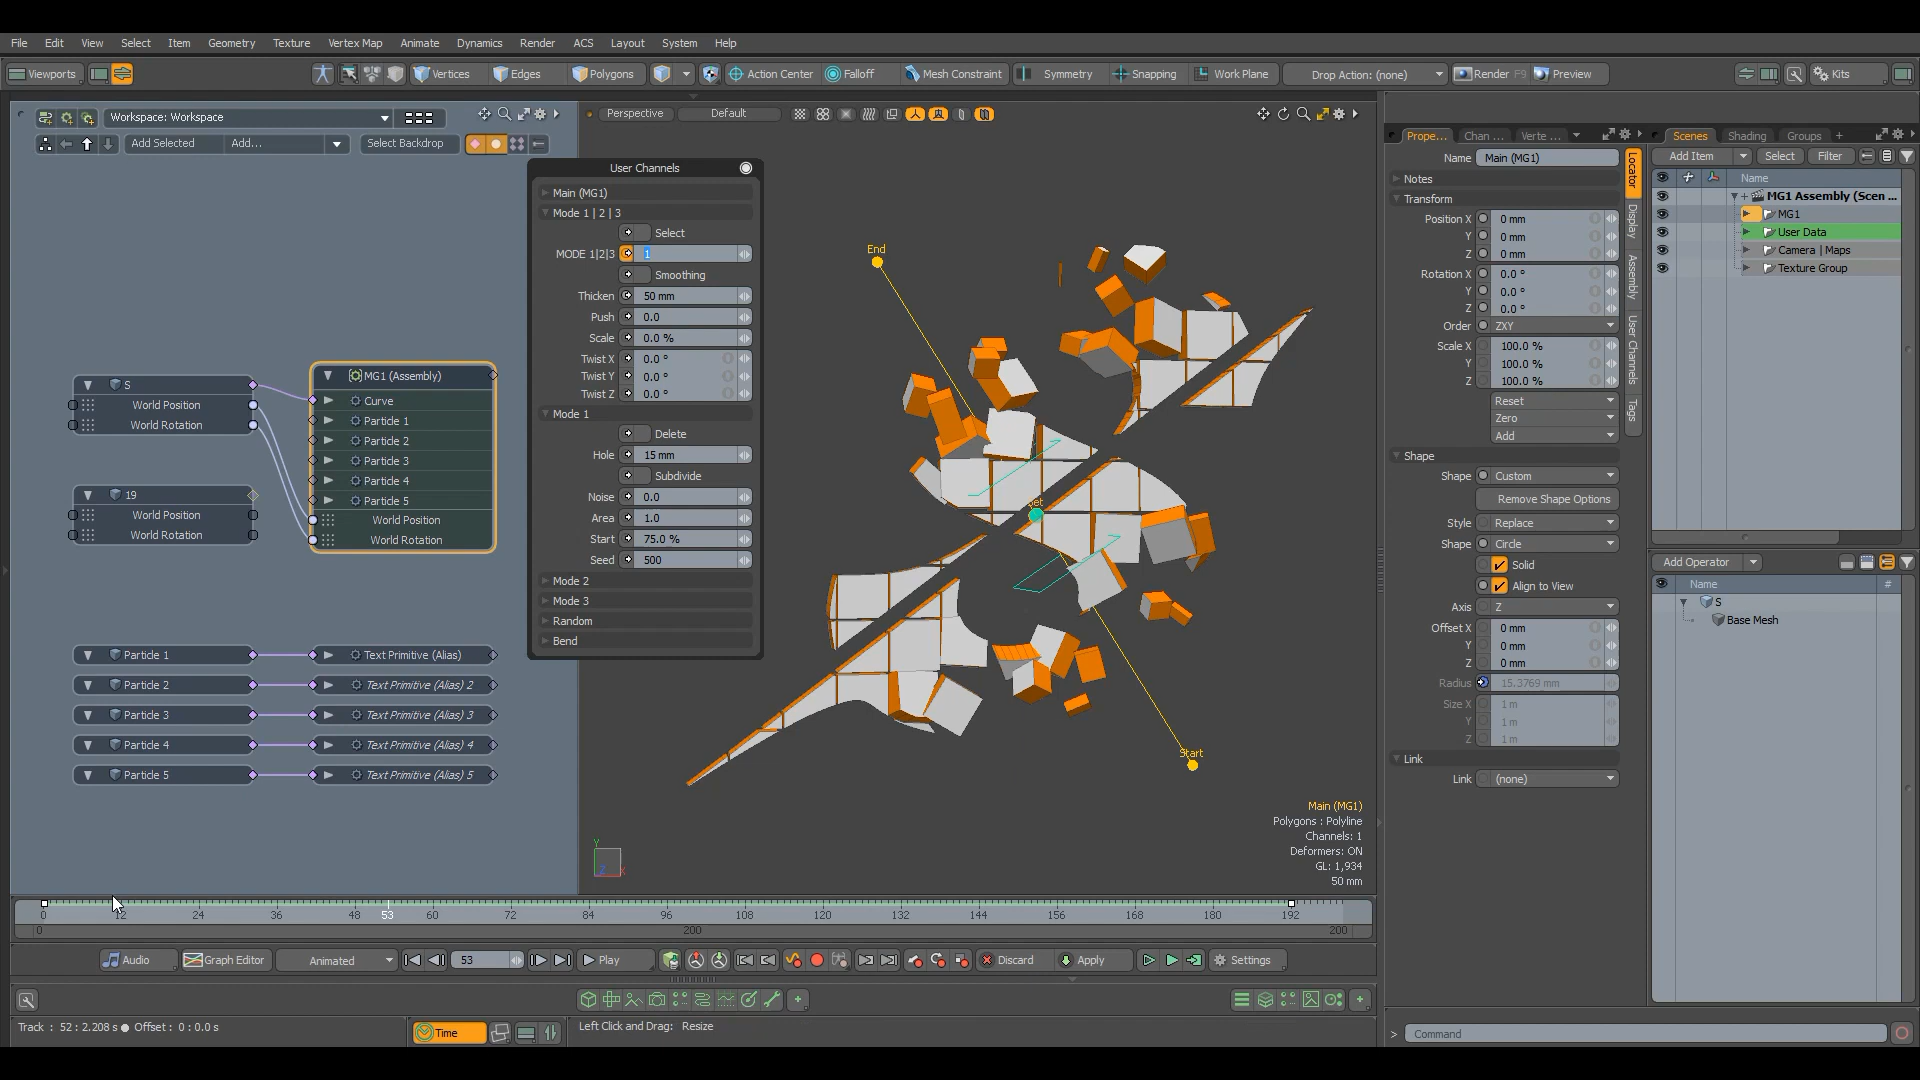 File Edit View Select Item Geometry Texture Vertex Map Animate Dynamics Render ACS Layout System Help
Viewports Vertices Edges Polygons Action Center Falloff Mesh Constraint Symmetry Snapping Work Plane Drop Action: (none) Render F9 Preview Kits
Workspace: Workspace
Add Selected Add... Select Backdrop
S
World Position
World Rotation
19
World Position
World Rotation
MG1 (Assembly)
Curve
Particle 1
Particle 2
Particle 3
Particle 4
Particle 5
World Position
World Rotation
Particle 1 Text Primitive (Alias)
Particle 2 Text Primitive (Alias) 2
Particle 3 Text Primitive (Alias) 3
Particle 4 Text Primitive (Alias) 4
Particle 5 Text Primitive (Alias) 5
User Channels
Main (MG1)
Mode 1 | 2 | 3
Select
MODE 1|2|3 1
Smoothing
Thicken 50 mm
Push 0.0
Scale 0.0 %
Twist X 0.0 °
Twist Y 0.0 °
Twist Z 0.0 °
Mode 1
Delete
Hole 15 mm
Subdivide
Noise 0.0
Area 1.0
Start 75.0 %
Seed 500
Mode 2
Mode 3
Random
Bend
Perspective Default
End
Start
Main (MG1)
Polygons : Polyline
Channels: 1
Deformers: ON
GL: 1,934
50 mm
Y
Z X
Prope... Chan ... Verte ...
Name Main (MG1)
Notes
Transform
Position X 0 mm
Y 0 mm
Z 0 mm
Rotation X 0.0 °
Y 0.0 °
Z 0.0 °
Order ZXY
Scale X 100.0 %
Y 100.0 %
Z 100.0 %
Reset
Zero
Add
Shape
Shape Custom
Remove Shape Options
Style Replace
Shape Circle
Solid
Align to View
Axis Z
Offset X 0 mm
Y 0 mm
Z 0 mm
Radius 15.3769 mm
Size X 1 m
Y 1 m
Z 1 m
Link
Link (none)
Locator
Display
Assembly
User Channels
Tags
Scenes Shading Groups +
Add Item Select Filter
Name
MG1 Assembly (Scen ...
MG1
User Data
Camera | Maps
Texture Group
Add Operator
Name #
S
Base Mesh
0 12 24 36 48 53 60 72 84 96 108 120 132 144 156 168 180 192
0 200 200
Audio Graph Editor Animated 53 Play Discard Apply Settings
Track : 52 : 2.208 s Offset : 0 : 0.0 s
Time
Left Click and Drag: Resize
> Command